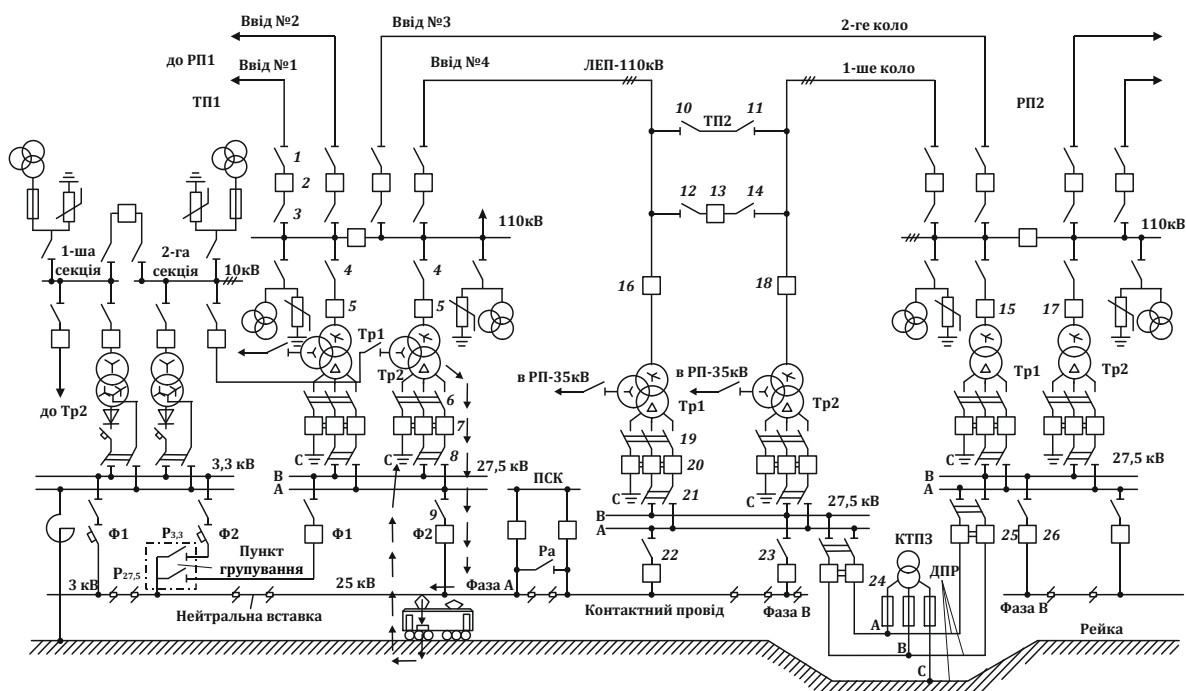 Ввід №2
Ввід №3
2-ге коло
до РП1
Ввід №1
Ввід №4
ЛЕП-110кВ
1-ше коло
ТП1
10
11
ТП2
РП2
1
2
12
13
14
3
110кВ
110кВ
1-ша
секція
2-га
секція
10кВ
4
4
16
18
5
5
15
17
Тр1
Тр2
в РП-35кВ
в РП-35кВ
Тр1
Тр2
Тр1
Тр2
до Тр2
6
7
19
C
C
8
20
C
C
3,3 кВ
В
А
27,5 кВ
ПСК
C
21
C
27,5 кВ
В
А
27,5 кВ
В
А
Ф1
Р3,3
Ф2
Ф1
9
Ф2
Ра
22
23
КТПЗ
25
26
Р27,5
Пункт
групування
24
ДПР
3 кВ
25 кВ
Фаза А
Нейтральна вставка
Контактний провід
Фаза В
А
Фаза В
Рейка
В
С